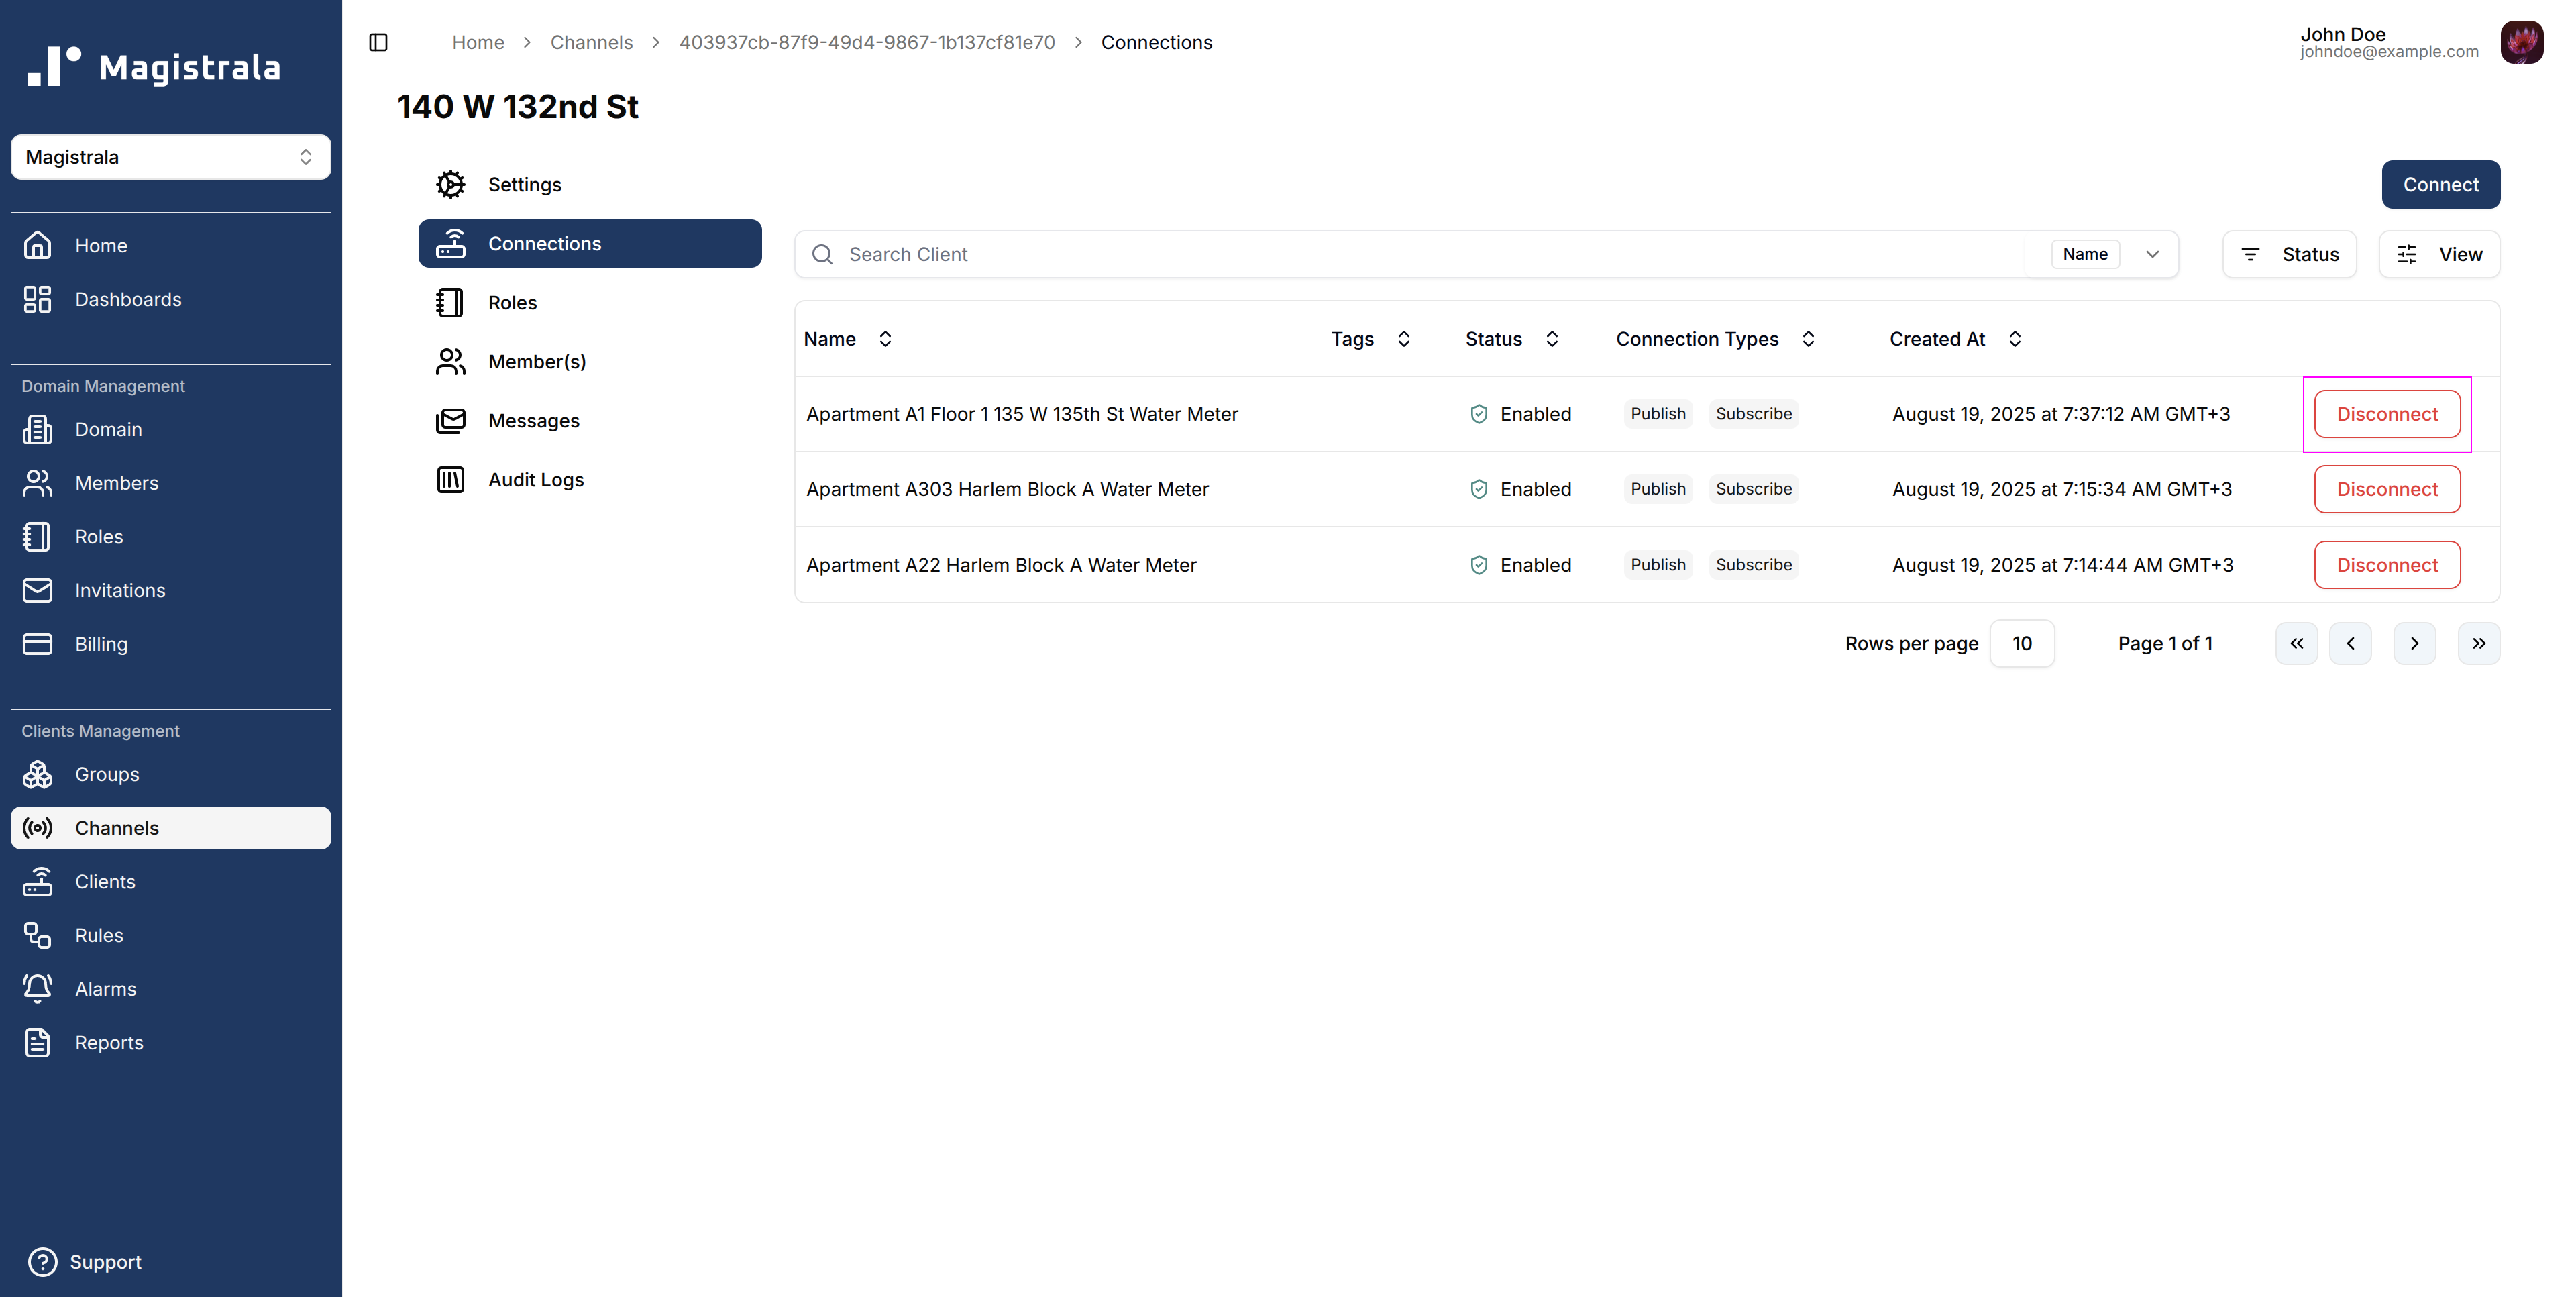 Magistrala
Magistrala
Home
Dashboards
Domain Management
Domain
Members
Roles
Invitations
Billing
Clients Management
Groups
Channels
Clients
Rules
Alarms
Reports
Support
Home > Channels > 403937cb-87f9-49d4-9867-1b137cf81e70 > Connections
John Doe
johndoe@example.com
140 W 132nd St
Settings
Connections
Roles
Member(s)
Messages
Audit Logs
Connect
Search Client Name Status View
Name Tags Status Connection Types Created At
Apartment A1 Floor 1 135 W 135th St Water Meter Enabled Publish Subscribe August 19, 2025 at 7:37:12 AM GMT+3 Disconnect
Apartment A303 Harlem Block A Water Meter Enabled Publish Subscribe August 19, 2025 at 7:15:34 AM GMT+3 Disconnect
Apartment A22 Harlem Block A Water Meter Enabled Publish Subscribe August 19, 2025 at 7:14:44 AM GMT+3 Disconnect
Rows per page 10 Page 1 of 1